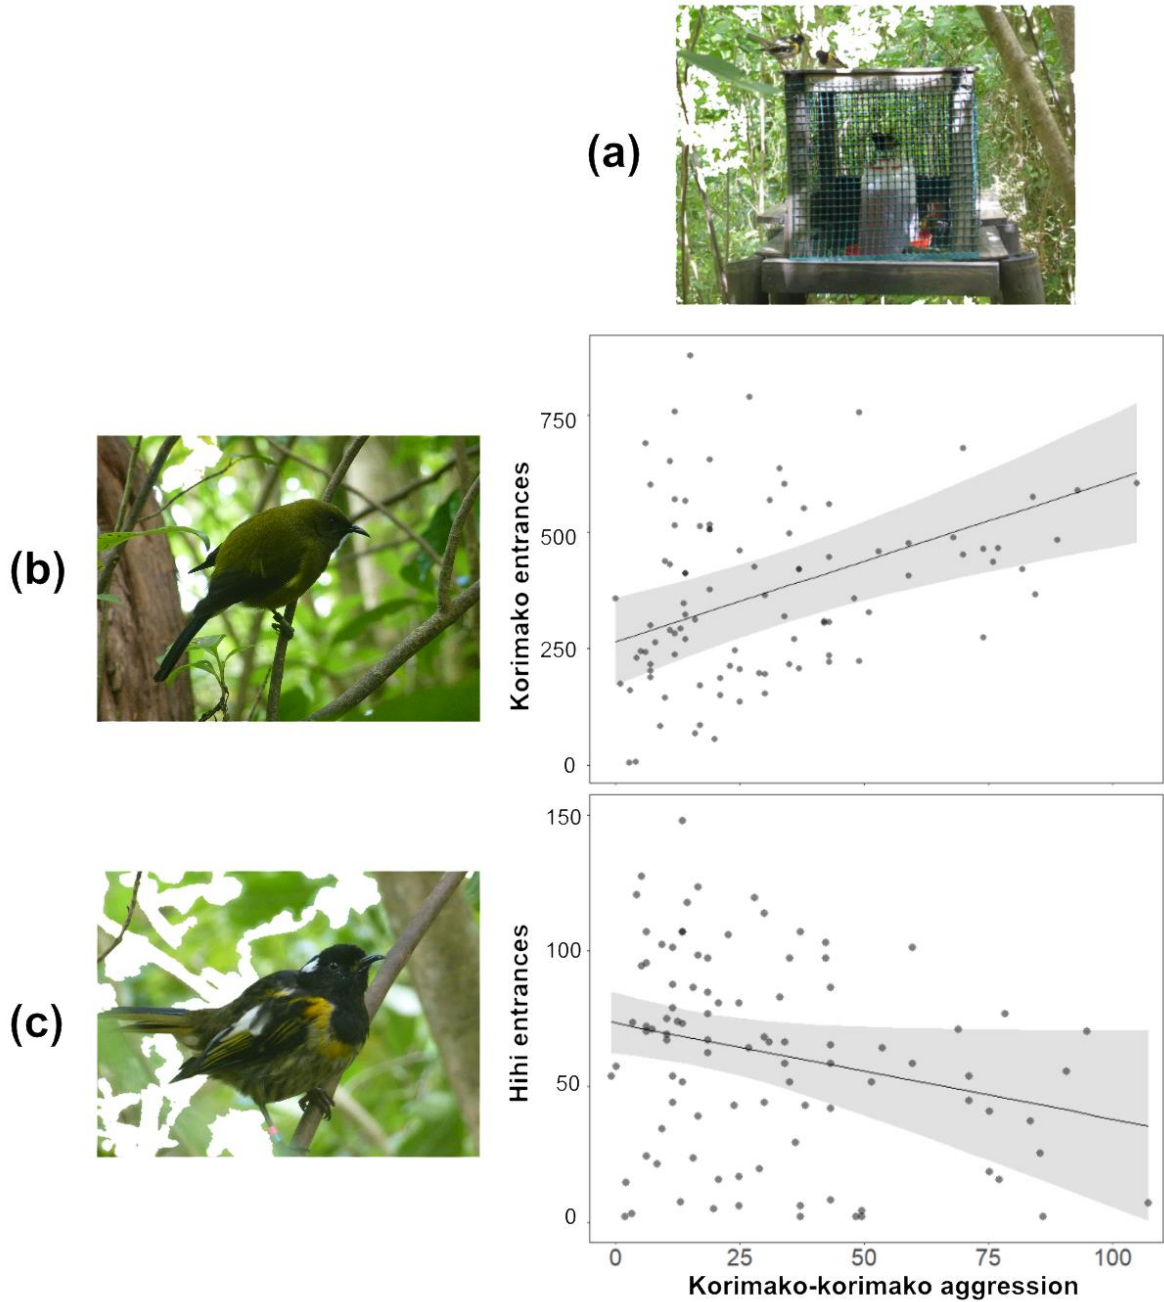 (a)
(b)
Korimako entrances
750
500
250
0
(c)
Hihi entrances
150
100
50
0
0 25 50 75 100
Korimako-korimako aggression